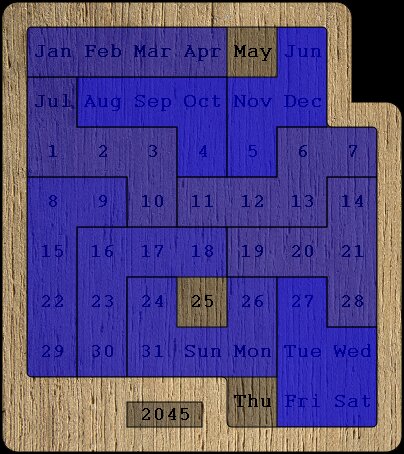 Jan Feb Mar Apr May Jun
Jul Aug Sep Oct Nov Dec
1 2 3 4 5 6 7
8 9 10 11 12 13 14
15 16 17 18 19 20 21
22 23 24 25 26 27 28
29 30 31 Sun Mon Tue Wed
2045 Thu Fri Sat